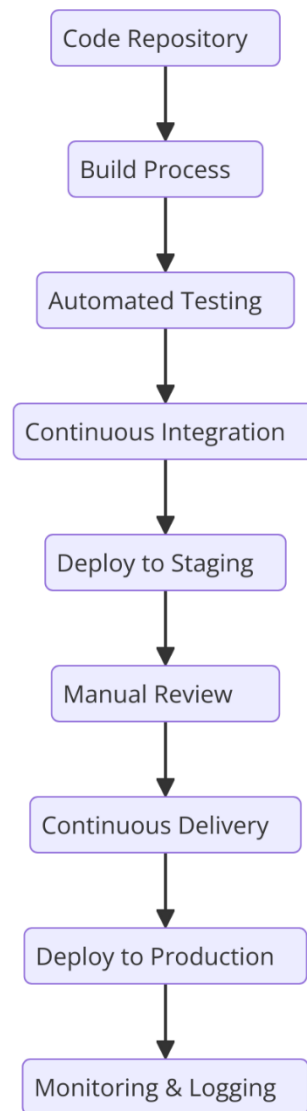 Code Repository
Build Process
Automated Testing
Continuous Integration
Deploy to Staging
Manual Review
Continuous Delivery
Deploy to Production
Monitoring & Logging